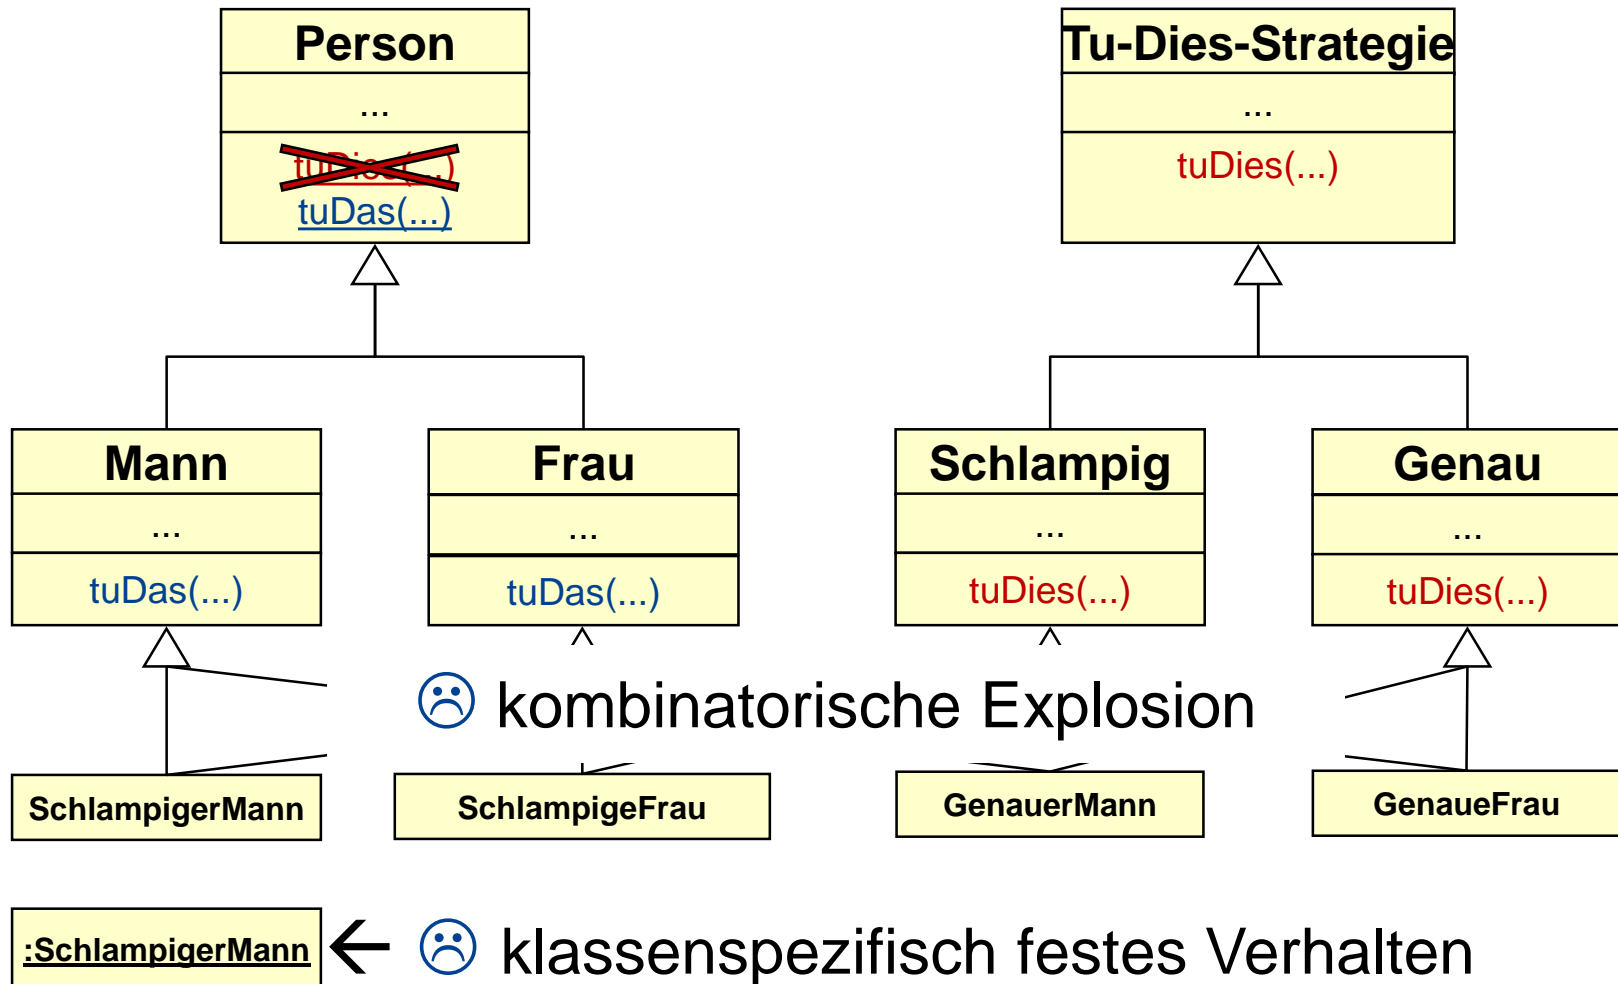 Person
...
tuDies(...)
tuDas(...)
Tu-Dies-Strategie
...
tuDies(...)
Mann
...
tuDas(...)
Frau
...
tuDas(...)
Schlampig
...
tuDies(...)
Genau
...
tuDies(...)
☹ kombinatorische Explosion
SchlampigerMann
SchlampigeFrau
GenauerMann
GenaueFrau
:SchlampigerMann ← ☹ klassenspezifisch festes Verhalten